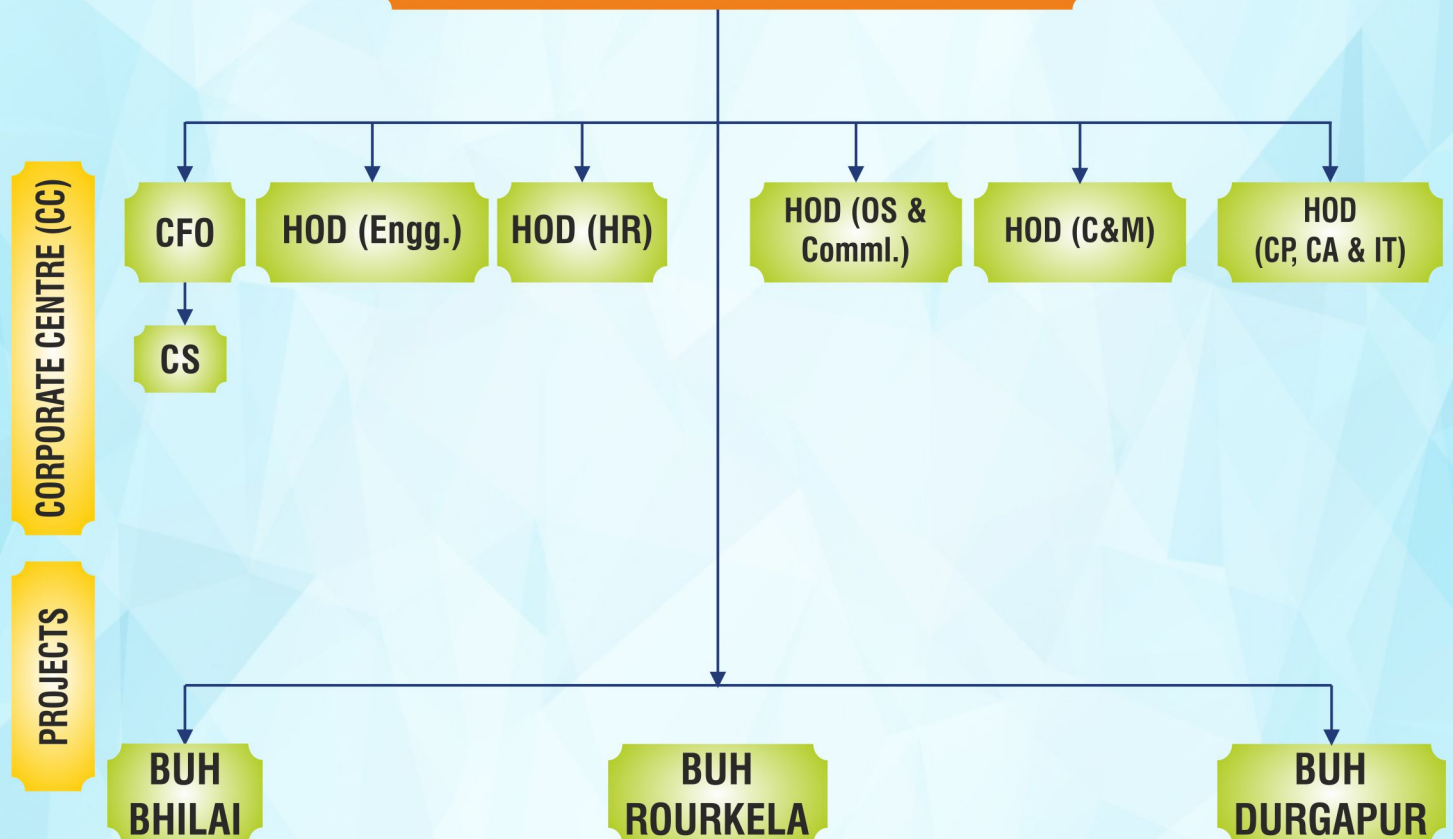 CORPORATE CENTRE (CC)
CFO
HOD (Engg.)
HOD (HR)
HOD (OS &
Comml.)
HOD (C&M)
HOD
(CP, CA & IT)
CS
PROJECTS
BUH
BHILAI
BUH
ROURKELA
BUH
DURGAPUR